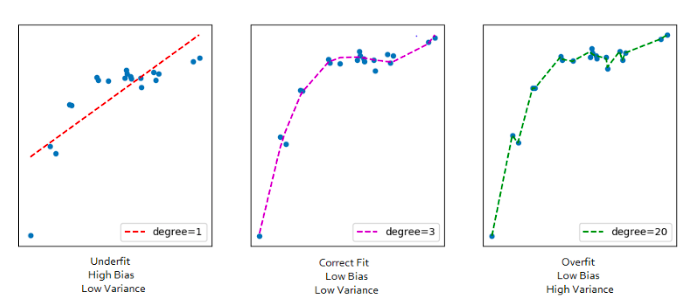 degree=1
Underfit
High Bias
Low Variance
degree=3
Correct Fit
Low Bias
Low Variance
degree=20
Overfit
Low Bias
High Variance